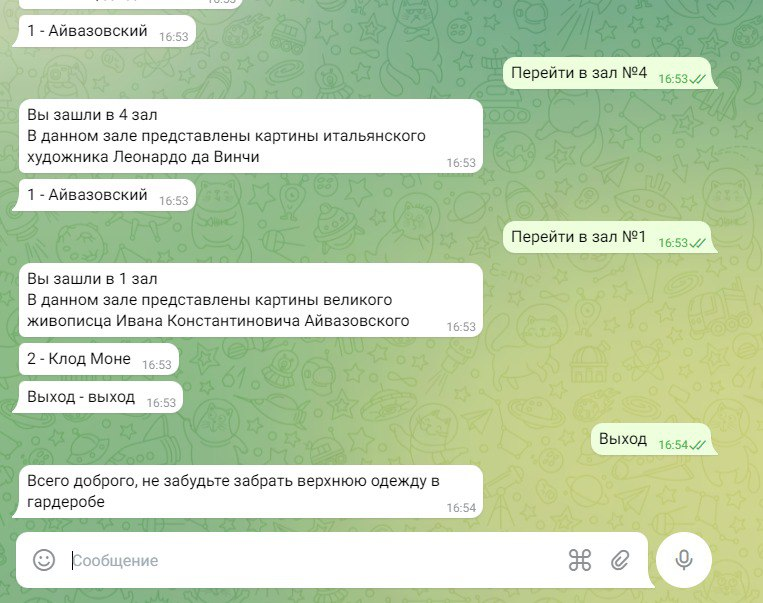 1 - Айвазовский 16:53
Перейти в зал №4 16:53
Вы зашли в 4 зал
В данном зале представлены картины итальянского
художника Леонардо да Винчи 16:53
1 - Айвазовский 16:53
Перейти в зал №1 16:53
Вы зашли в 1 зал
В данном зале представлены картины великого
живописца Ивана Константиновича Айвазовского 16:53
2 - Клод Моне 16:53
Выход - выход 16:53
Выход 16:54
Всего доброго, не забудьте забрать верхнюю одежду в
гардеробе 16:54
Сообщение